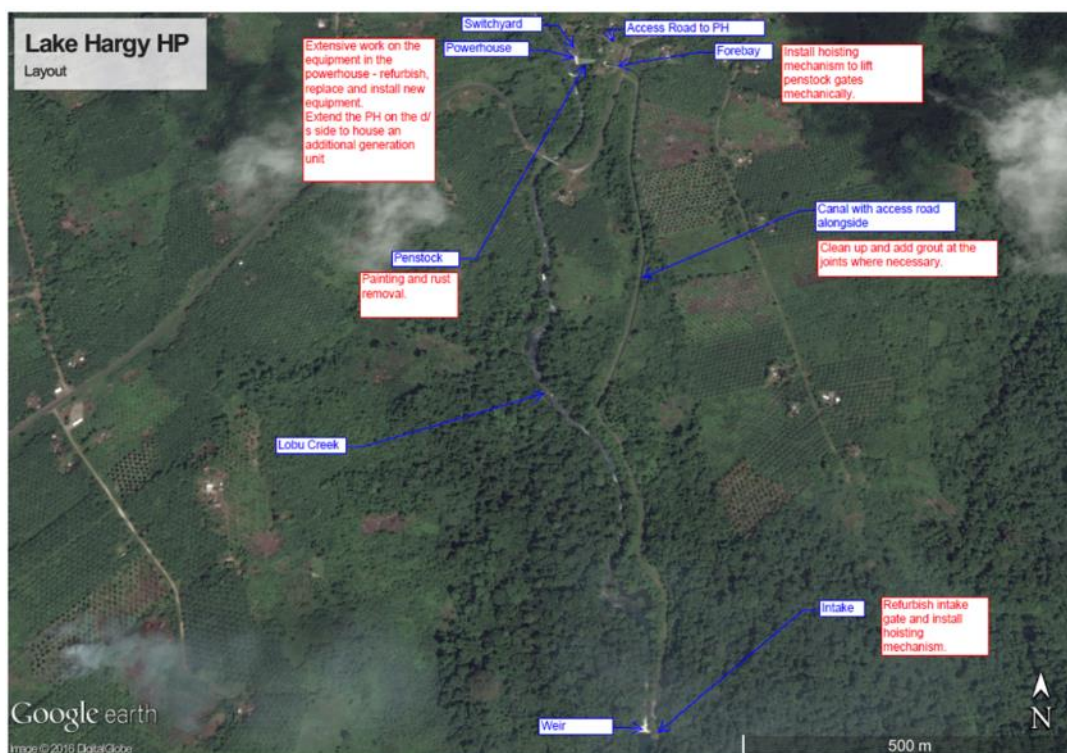 Lake Hargy HP
Layout
Switchyard
Access Road to PH
Powerhouse
Forebay
Extensive work on the
equipment in the
powerhouse - refurbish,
replace and install new
equipment.
Extend the PH on the d/
s side to house an
additional generation
unit
Install hoisting
mechanism to lift
penstock gates
mechanically.
Canal with access road
alongside
Clean up and add grout at the
joints where necessary.
Penstock
Painting and rust
removal.
Lobu Creek
Intake
Refurbish intake
gate and install
hoisting
mechanism.
Weir
N
Google earth
Image © 2016 DigitalGlobe
500 m